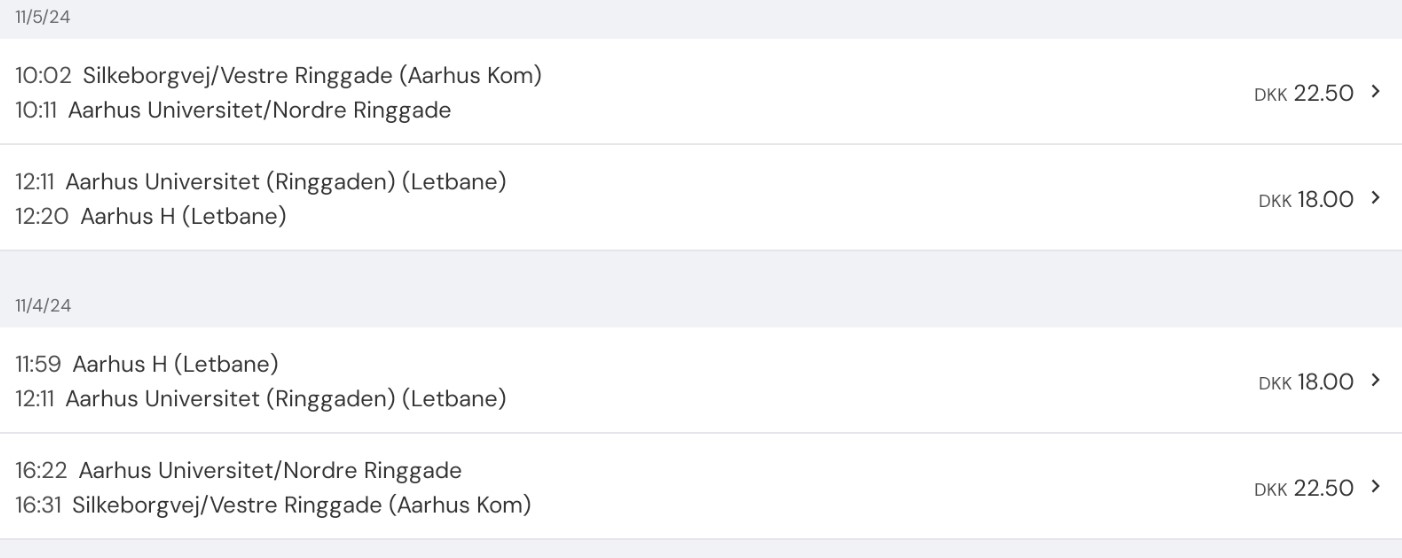 11/5/24
10:02 Silkeborgvej/Vestre Ringgade (Aarhus Kom)
DKK 22.50
10:11 Aarhus Universitet/Nordre Ringgade
12:11 Aarhus Universitet (Ringgaden) (Letbane)
DKK 18.00
12:20 Aarhus H (Letbane)
11/4/24
11:59 Aarhus H (Letbane)
DKK 18.00
12:11 Aarhus Universitet (Ringgaden) (Letbane)
16:22 Aarhus Universitet/Nordre Ringgade
DKK 22.50
16:31 Silkeborgvej/Vestre Ringgade (Aarhus Kom)